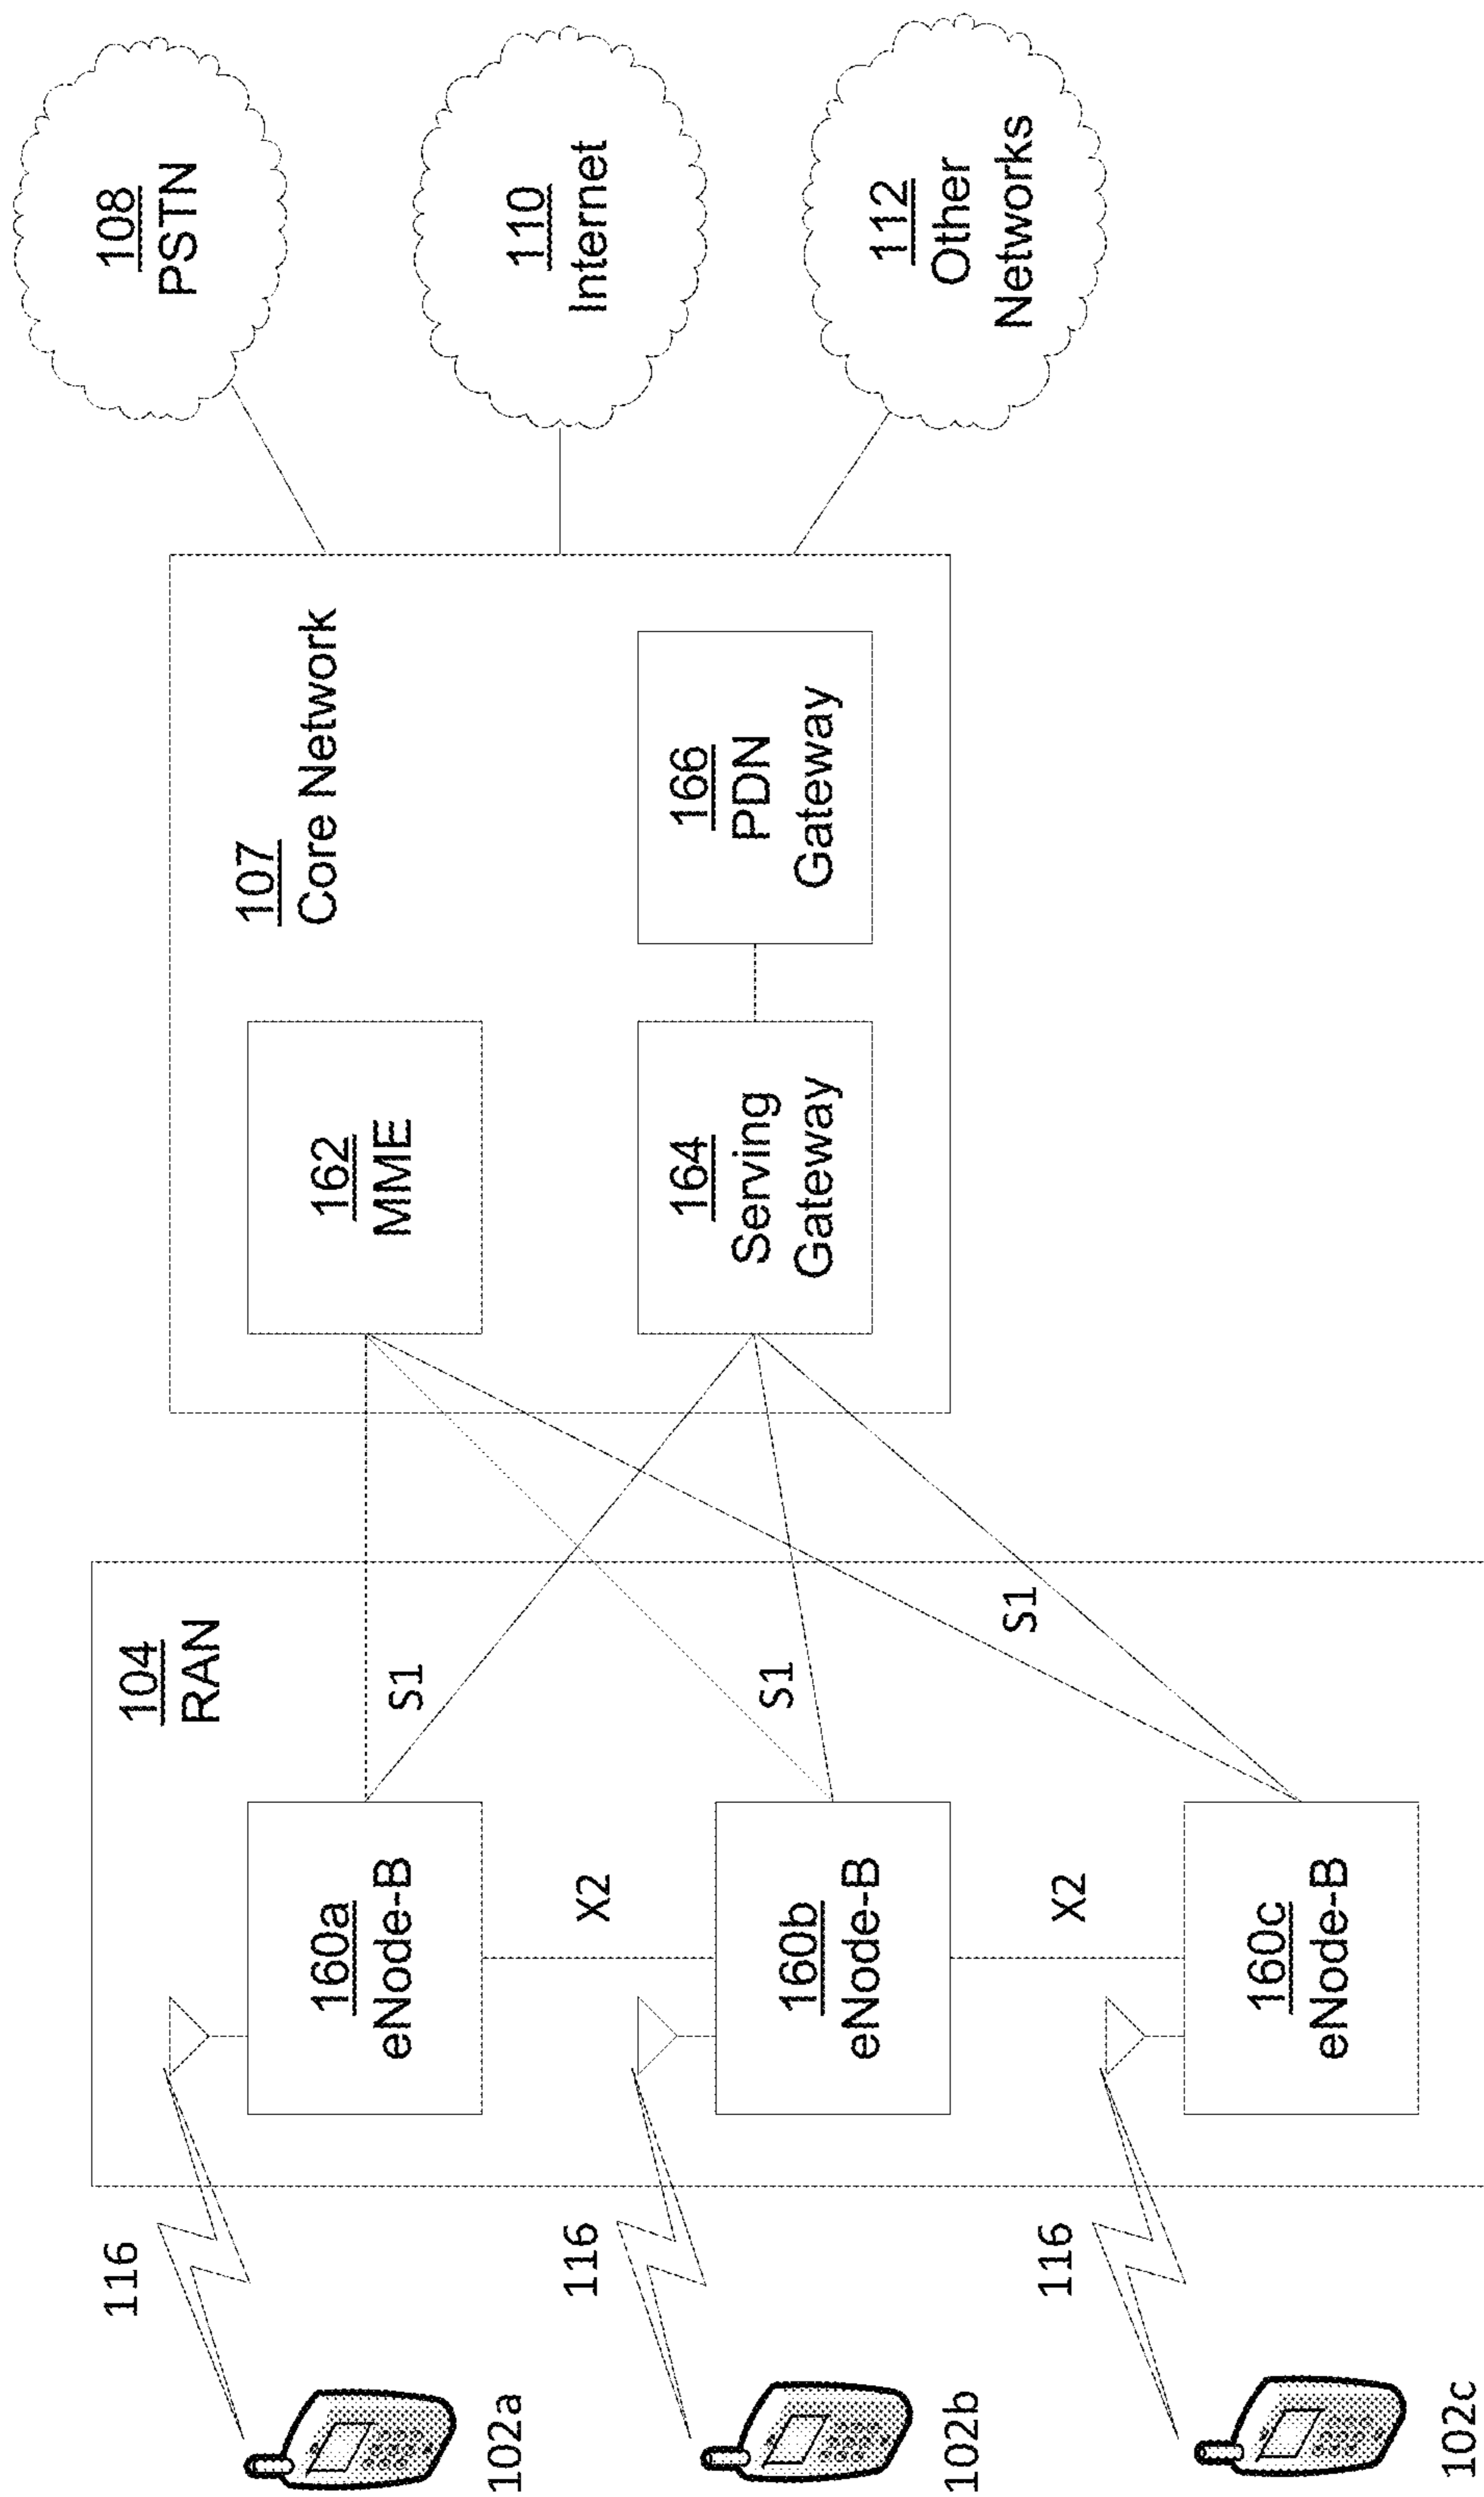 116
102a
116
102b
116
102c
104
RAN
160a
eNode-B
S1
X2
160b
eNode-B
S1
X2
160c
eNode-B
S1
107
Core Network
162
MME
164
Serving
Gateway
166
PDN
Gateway
108
PSTN
110
Internet
112
Other
Networks